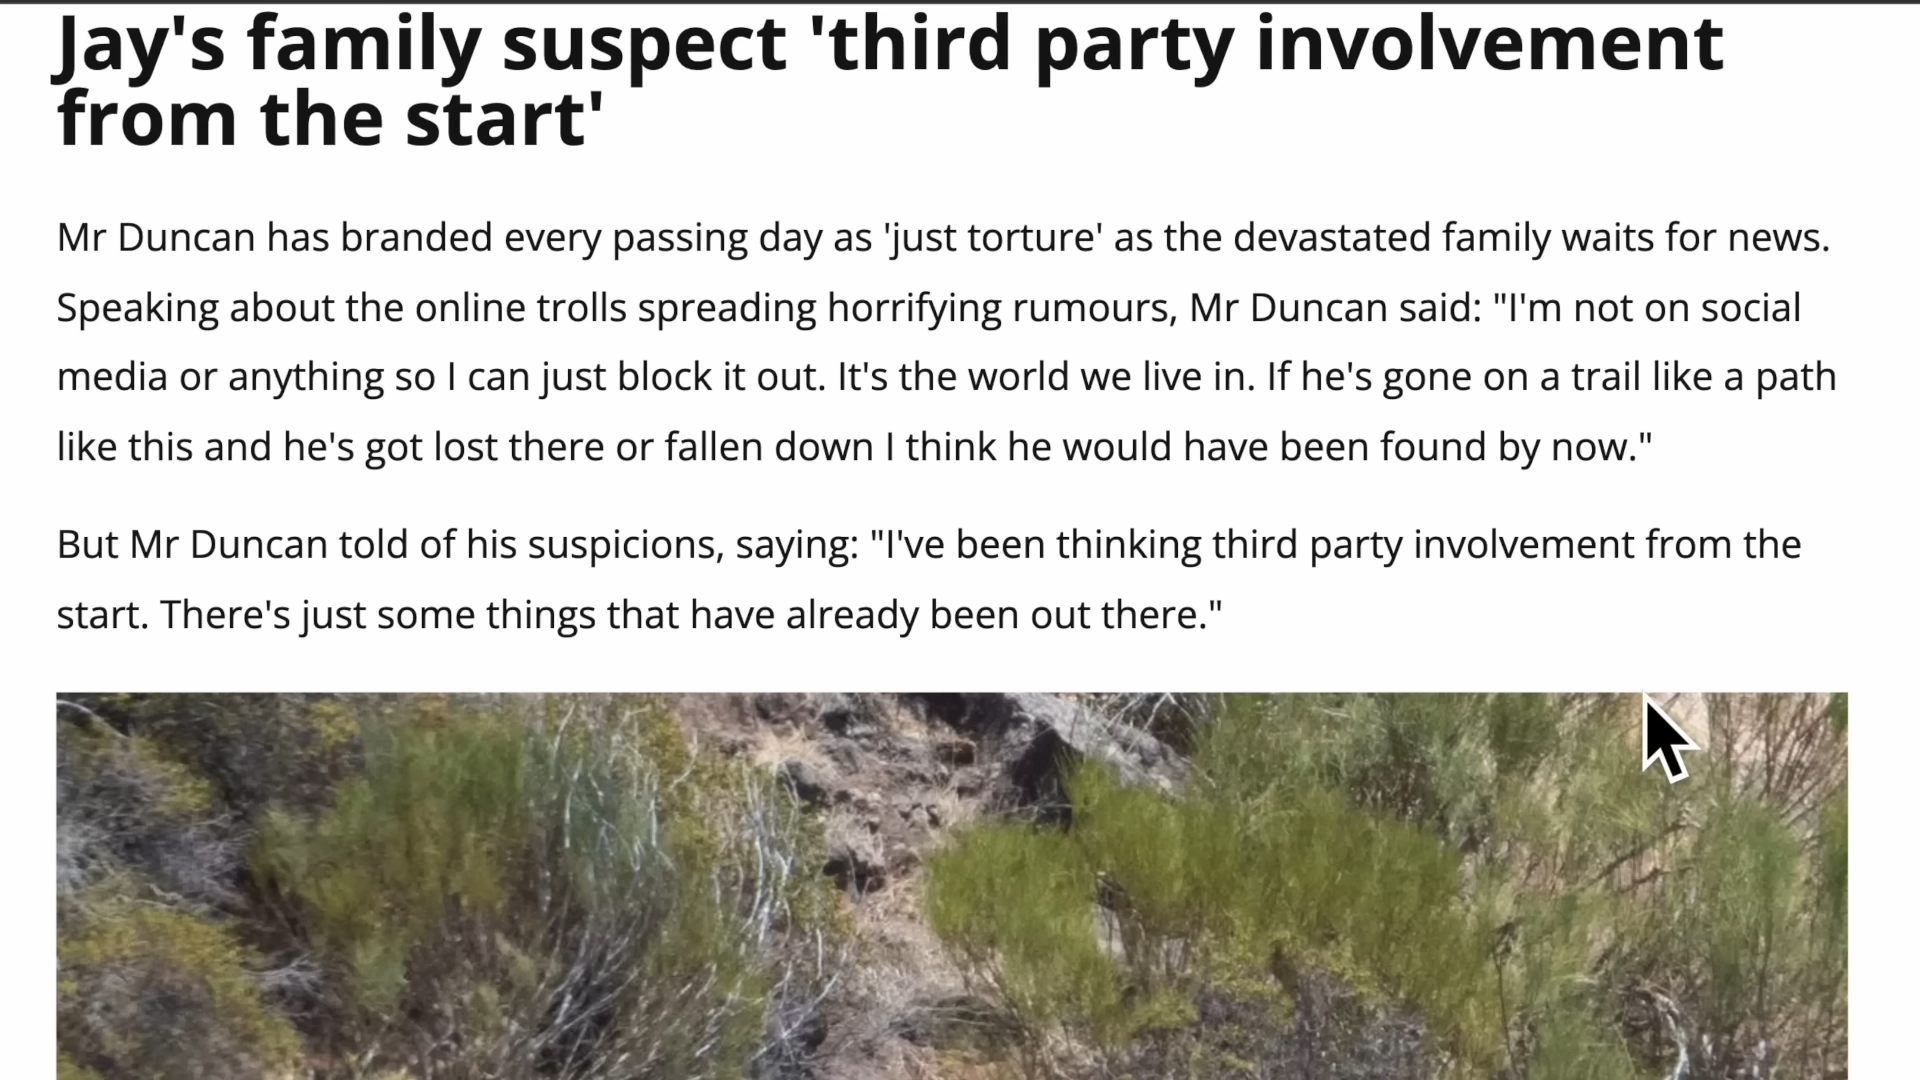 Jay's family suspect 'third party involvement
from the start'
Mr Duncan has branded every passing day as 'just torture' as the devastated family waits for news.
Speaking about the online trolls spreading horrifying rumours, Mr Duncan said: "I'm not on social
media or anything so I can just block it out. It's the world we live in. If he's gone on a trail like a path
like this and he's got lost there or fallen down I think he would have been found by now."
But Mr Duncan told of his suspicions, saying: "I've been thinking third party involvement from the
start. There's just some things that have already been out there."